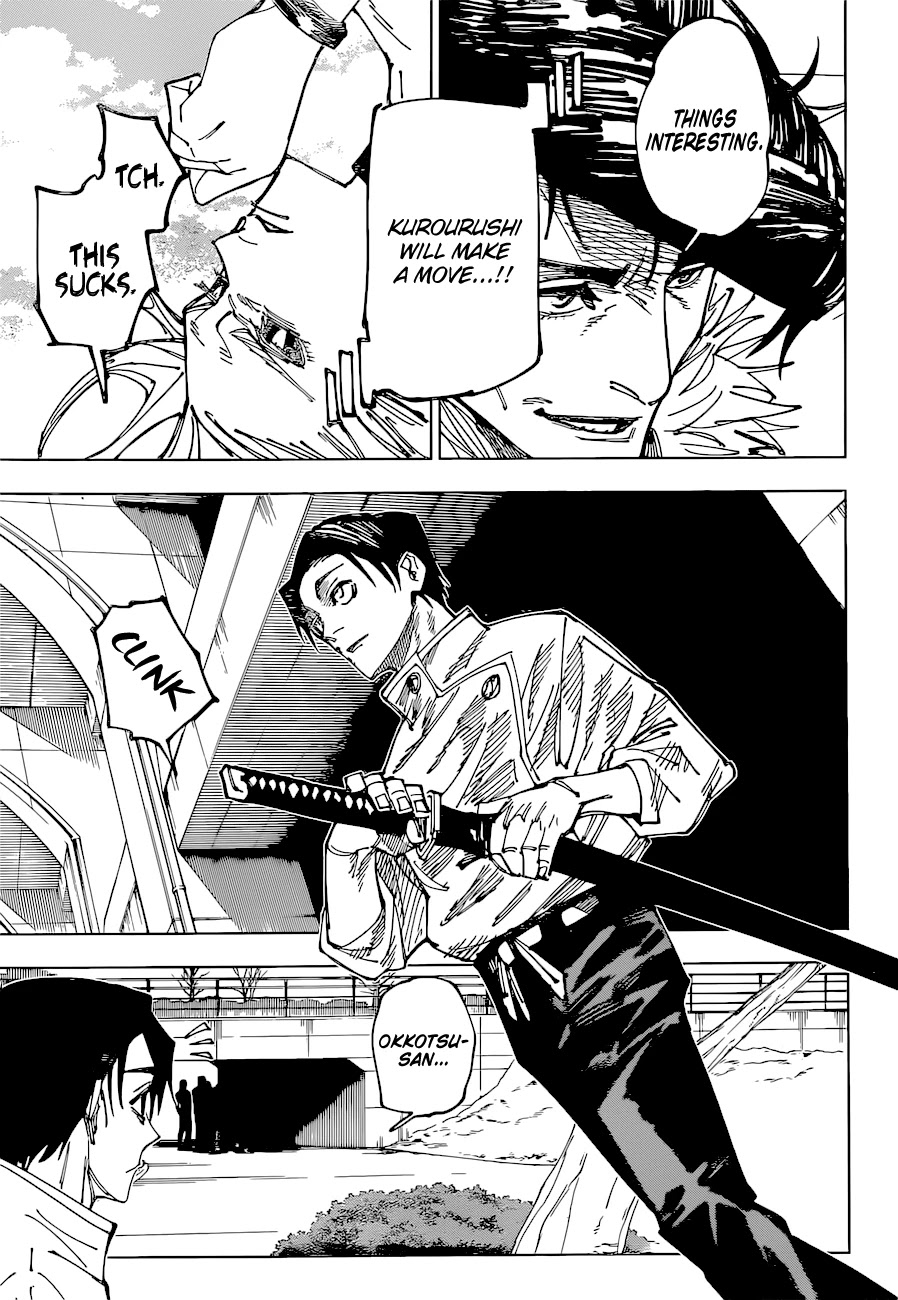 THINGS
INTERESTING.
KUROURUSHI
WILL MAKE
A MOVE...!!
TCH.
THIS
SUCKS.
CLINK
OKKOTSU-
SAN...